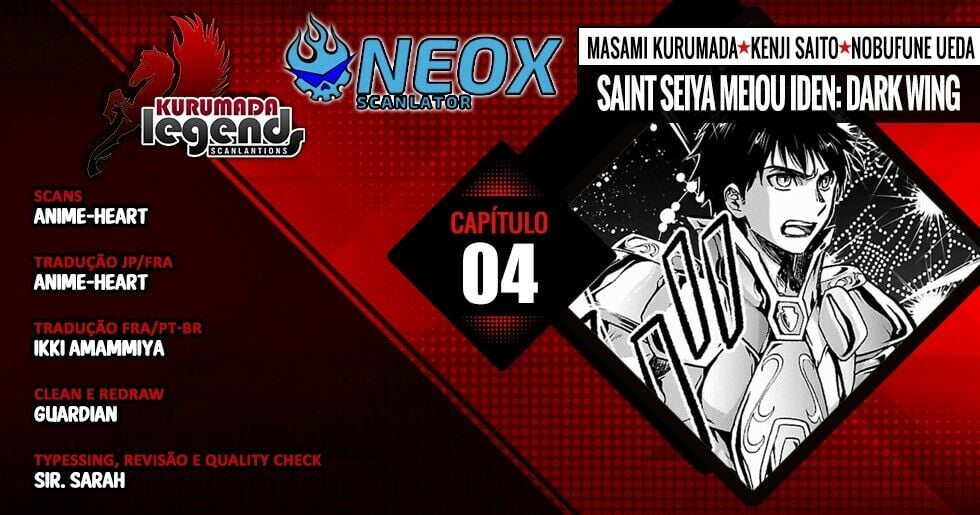 KURUMADA
legends
SCANLANTIONS
NEOX
SCANLATOR
MASAMI KURUMADA★KENJI SAITO★NOBUFUNE UEDA
SAINT SEIYA MEIOU IDEN: DARK WING
SCANS
ANIME-HEART
TRADUÇÃO JP/FRA
ANIME-HEART
TRADUÇÃO FRA/PT-BR
IKKI AMAMMIYA
CLEAN E REDRAW
GUARDIAN
TYPESSING, REVISÃO E QUALITY CHECK
SIR. SARAH
CAPÍTULO
04